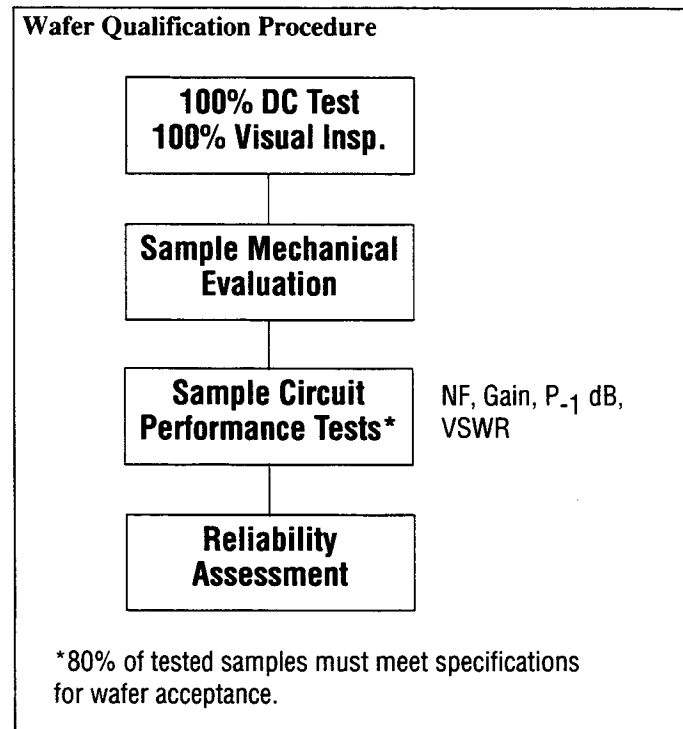 Wafer Qualification Procedure
100% DC Test
100% Visual Insp.
Sample Mechanical
Evaluation
Sample Circuit
Performance Tests*
NF, Gain, P-1 dB,
VSWR
Reliability
Assessment
*80% of tested samples must meet specifications
for wafer acceptance.